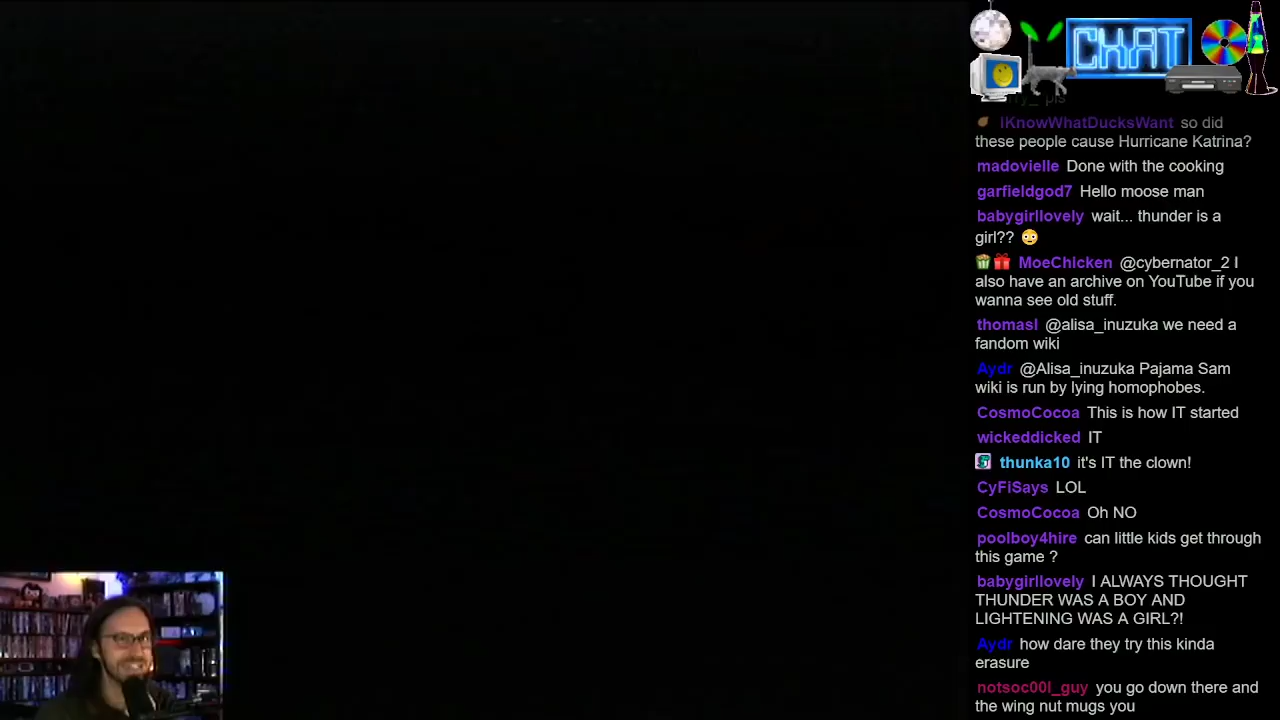 CHAT
pls
IKnowWhatDucksWant so did
these people cause Hurricane Katrina?
madovielle Done with the cooking
garfieldgod7 Hello moose man
babygirllovely wait... thunder is a
girl?? 😳
MoeChicken @cybernator_2 I
also have an archive on YouTube if you
wanna see old stuff.
thomasl @alisa_inuzuka we need a
fandom wiki
Aydr @Alisa_inuzuka Pajama Sam
wiki is run by lying homophobes.
CosmoCocoa This is how IT started
wickeddicked IT
thunka10 it's IT the clown!
CyFiSays LOL
CosmoCocoa Oh NO
poolboy4hire can little kids get through
this game ?
babygirllovely I ALWAYS THOUGHT
THUNDER WAS A BOY AND
LIGHTENING WAS A GIRL?!
Aydr how dare they try this kinda
erasure
notsoc00l_guy you go down there and
the wing nut mugs you